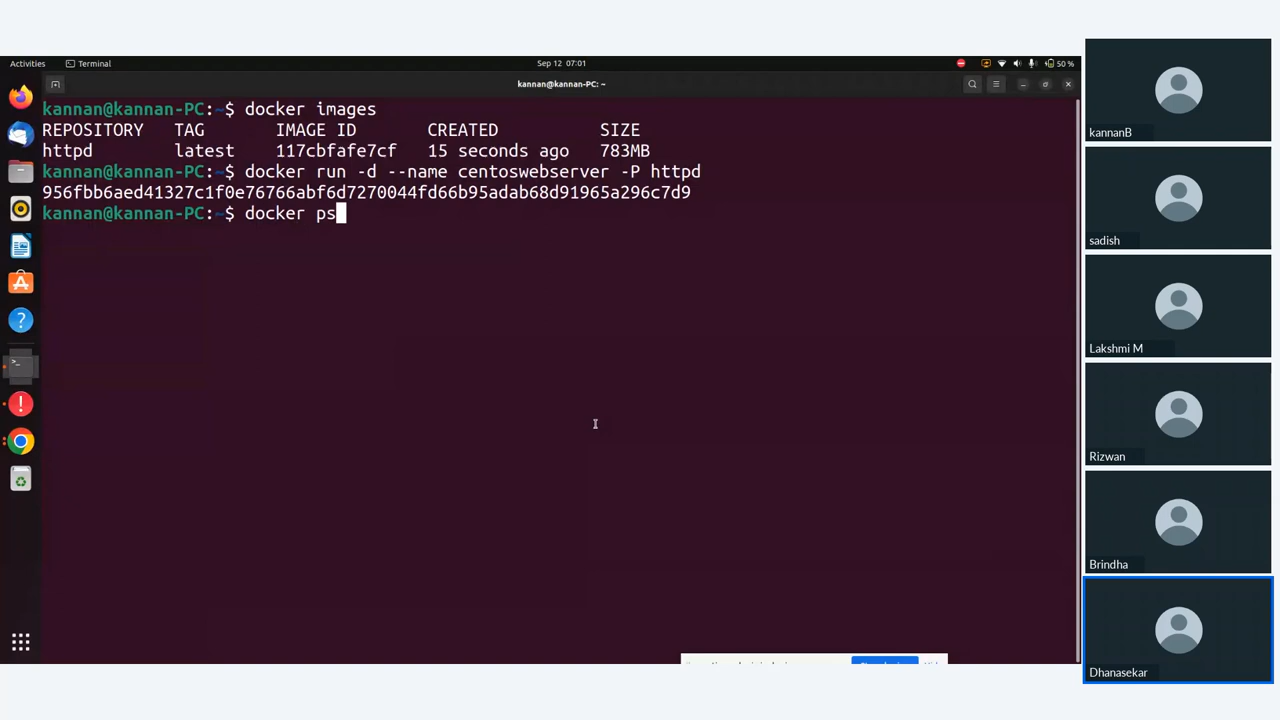 Activities
Terminal
Sep 12 07:01
50 %
kannan@kannan-PC: ~
kannan@kannan-PC:~$ docker images
REPOSITORY TAG IMAGE ID CREATED SIZE
httpd latest 117cbfafe7cf 15 seconds ago 783MB
kannan@kannan-PC:~$ docker run -d --name centoswebserver -P httpd
956fbb6aed41327c1f0e76766abf6d7270044fd66b95adab68d91965a296c7d9
kannan@kannan-PC:~$ docker ps
kannanB
sadish
Lakshmi M
Rizwan
Brindha
Dhanasekar